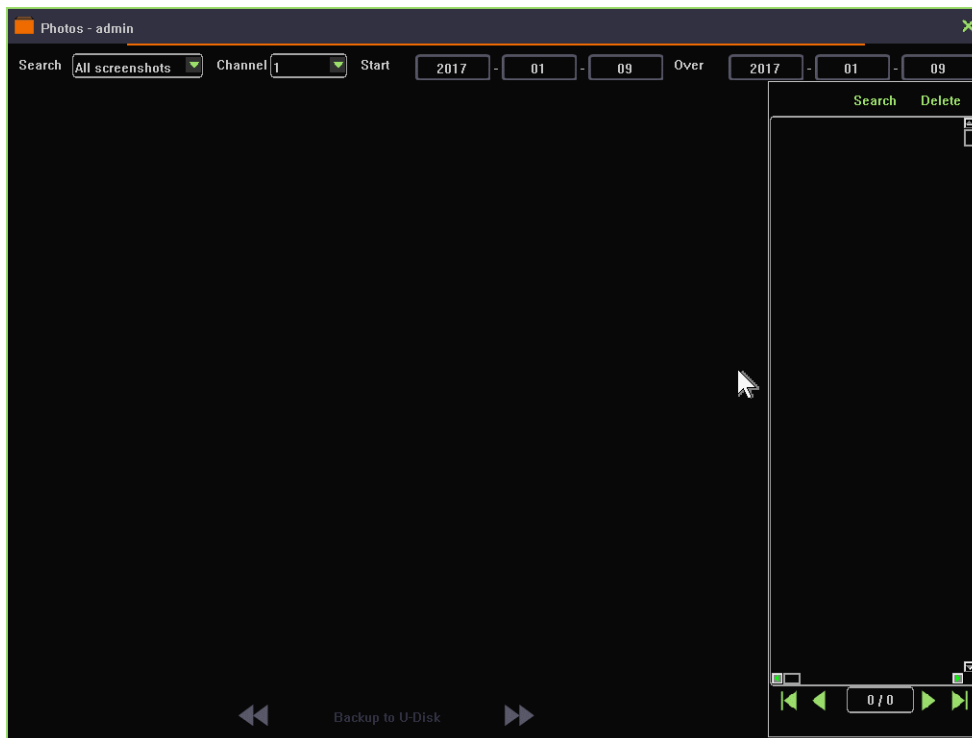 Photos - admin
Search All screenshots Channel 1 Start 2017 - 01 - 09 Over 2017 - 01 - 09
Search Delete
0 / 0
Backup to U-Disk